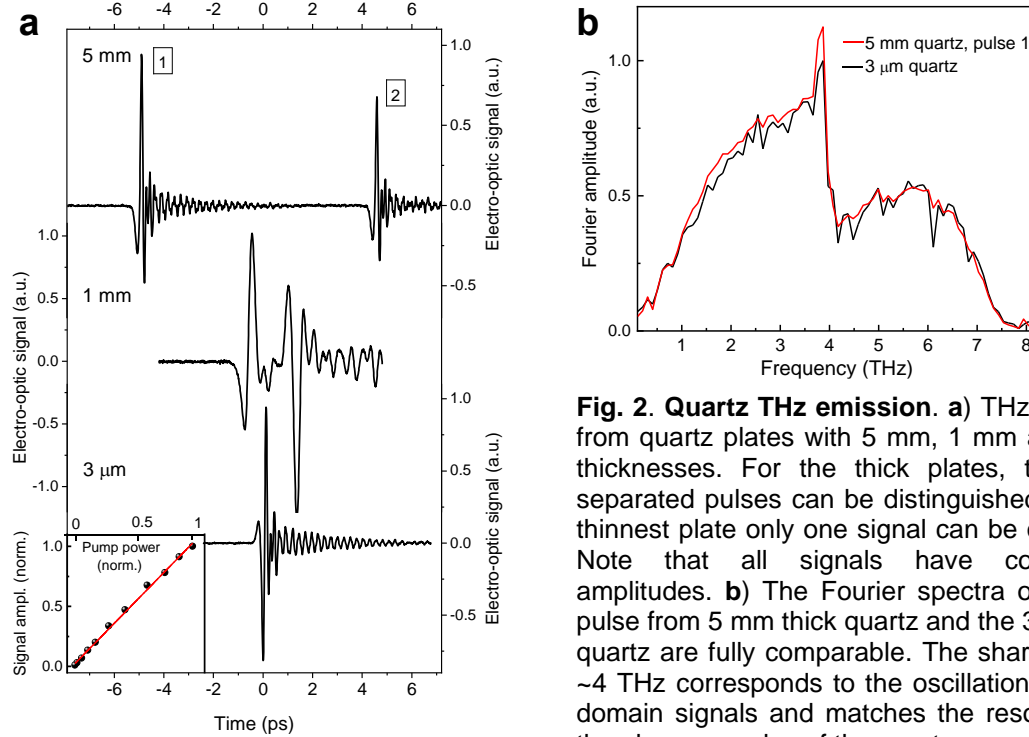 a
-6 -4 -2 0 2 4 6
5 mm
1
2
1.0
0.5
0.0
-0.5
Electro-optic signal (a.u.)
1 mm
1.0
0.5
0.0
-0.5
-1.0
Electro-optic signal (a.u.)
3 μm
1.0
0.5
0.0
-0.5
Electro-optic signal (a.u.)
0 0.5 1
Pump power
(norm.)
1.0
0.5
0.0
Signal ampl. (norm.)
-6 -4 -2 0 2 4 6
Time (ps)
b
5 mm quartz, pulse 1
3 μm quartz
1.0
0.5
0.0
Fourier amplitude (a.u.)
1 2 3 4 5 6 7 8
Frequency (THz)
Fig. 2. Quartz THz emission. a) THz
from quartz plates with 5 mm, 1 mm
thicknesses. For the thick plates,
separated pulses can be distinguished
thinnest plate only one signal can be
Note that all signals have
amplitudes. b) The Fourier spectra
pulse from 5 mm thick quartz and the
quartz are fully comparable. The
~4 THz corresponds to the oscillation
domain signals and matches the